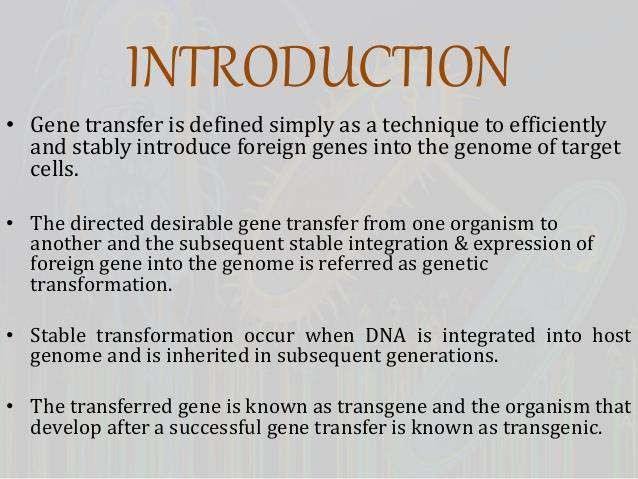 INTRODUCTION
• Gene transfer is defined simply as a technique to efficiently
and stably introduce foreign genes into the genome of target
cells.
• The directed desirable gene transfer from one organism to
another and the subsequent stable integration & expression of
foreign gene into the genome is referred as genetic
transformation.
• Stable transformation occur when DNA is integrated into host
genome and is inherited in subsequent generations.
• The transferred gene is known as transgene and the organism that
develop after a successful gene transfer is known as transgenic.